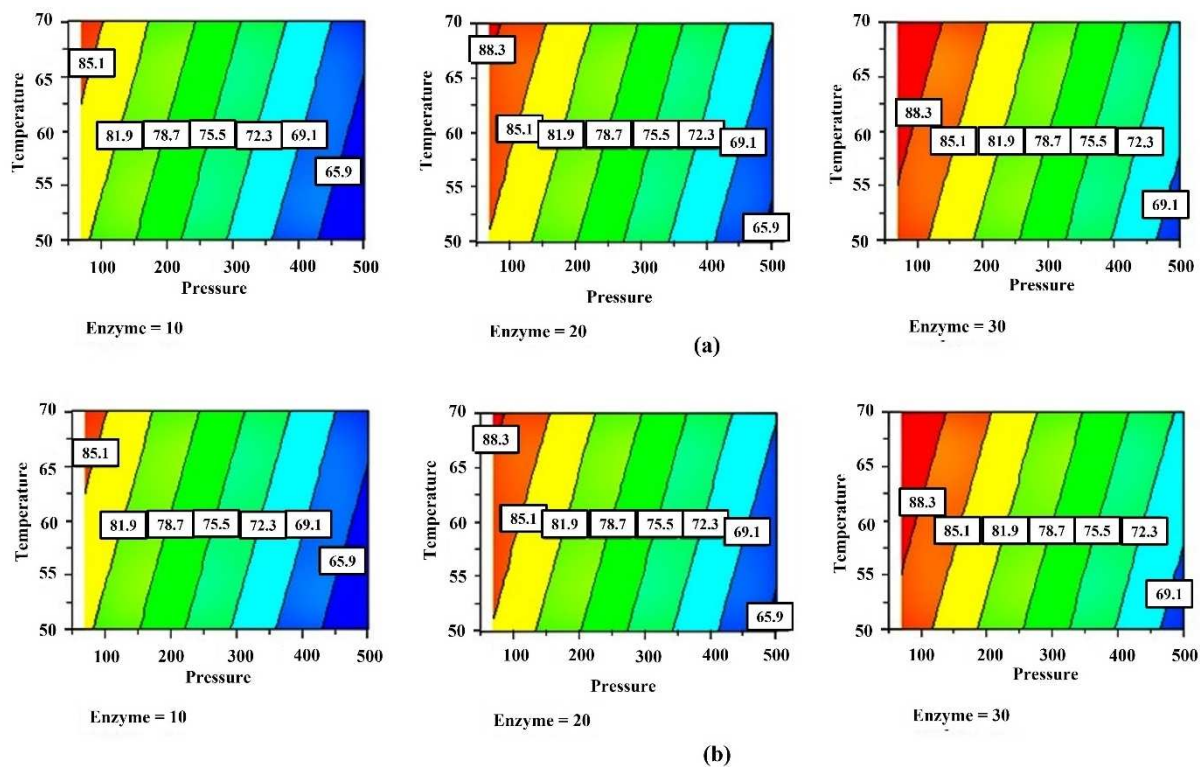 70
65
60
55
50
Temperature
85.1
81.9 78.7 75.5 72.3 69.1
65.9
100 200 300 400 500
Pressure
Enzyme = 10
70
65
60
55
50
Temperature
88.3
85.1 81.9 78.7 75.5 72.3 69.1
65.9
100 200 300 400 500
Pressure
Enzyme = 20
70
65
60
55
50
Temperature
88.3
85.1 81.9 78.7 75.5 72.3
69.1
100 200 300 400 500
Pressure
Enzyme = 30
(a)
70
65
60
55
50
Temperature
85.1
81.9 78.7 75.5 72.3 69.1
65.9
100 200 300 400 500
Pressure
Enzyme = 10
70
65
60
55
50
Temperature
88.3
85.1 81.9 78.7 75.5 72.3 69.1
65.9
100 200 300 400 500
Pressure
Enzyme = 20
70
65
60
55
50
Temperature
88.3
85.1 81.9 78.7 75.5 72.3
69.1
100 200 300 400 500
Pressure
Enzyme = 30
(b)